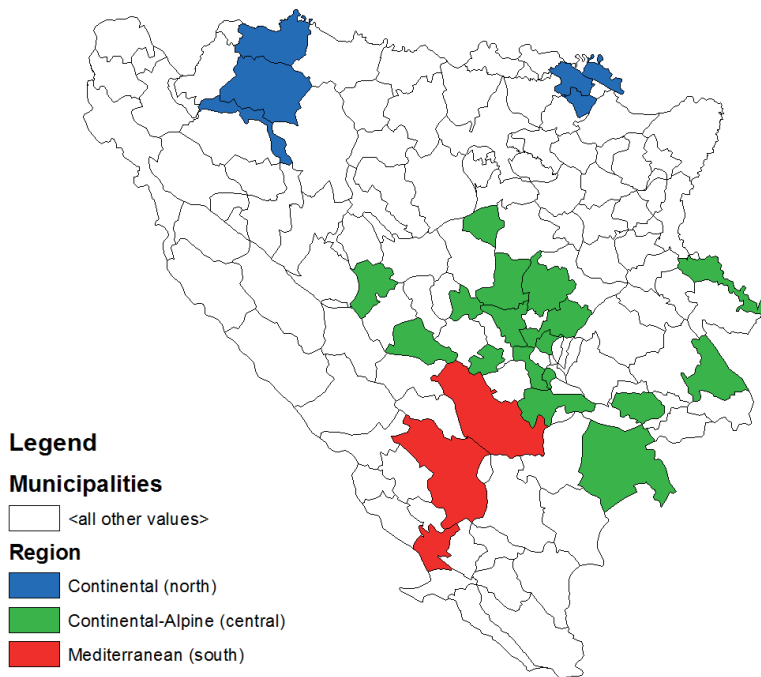 Legend
Municipalities
<all other values>
Region
Continental (north)
Continental-Alpine (central)
Mediterranean (south)